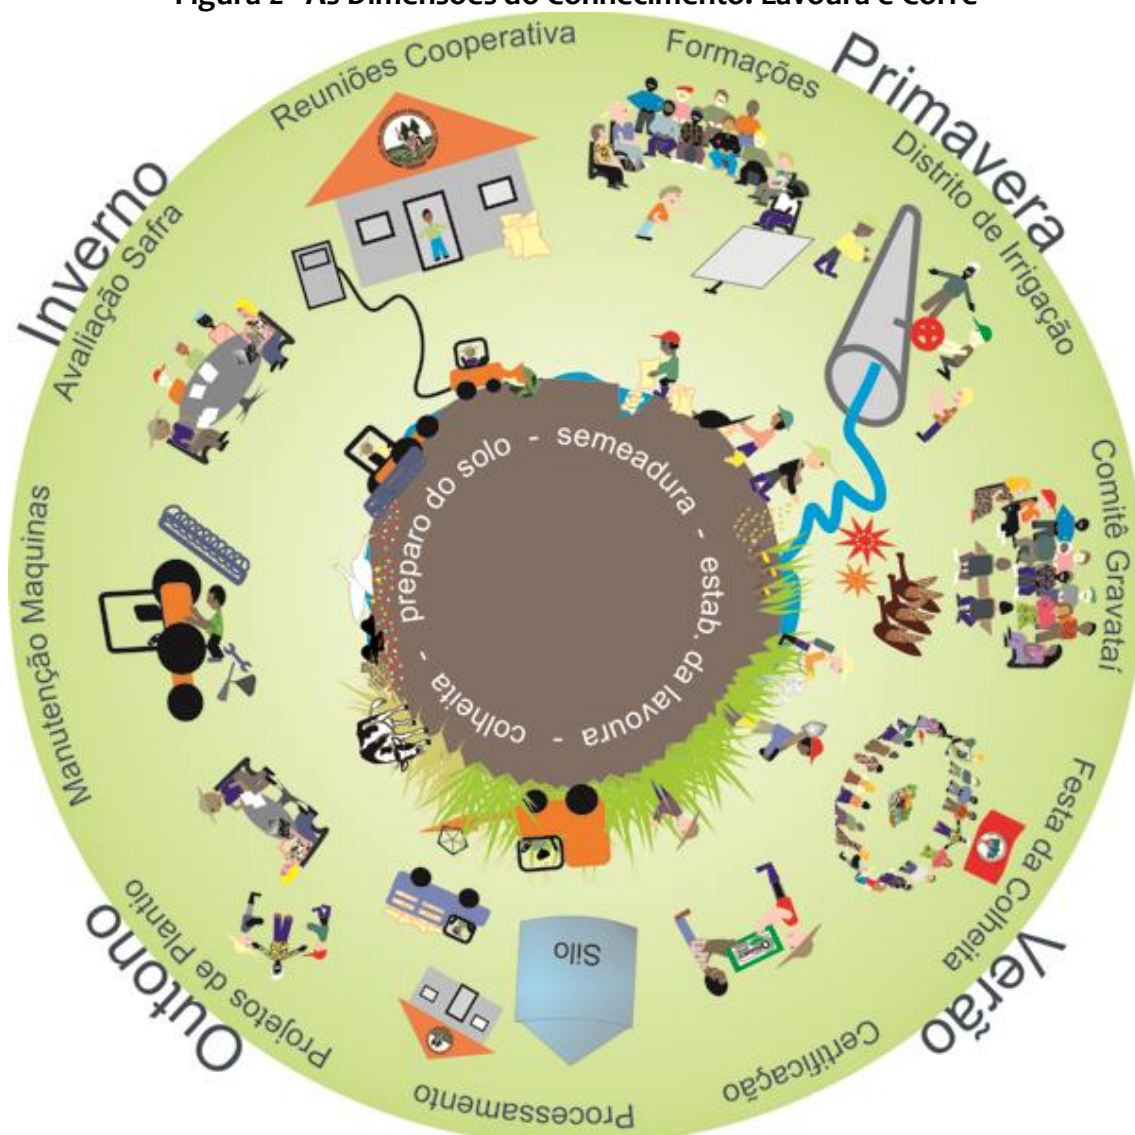 Figura 2 - As Dimensões do Conhecimento: Lavoura e Corre
Primavera
Verão
Outono
Inverno
Reuniões Cooperativa
Formações
Distrito de Irrigação
Comitê Gravataí
Festa da Colheita
Certificação
Processamento
Projetos de Plantio
Manutenção Maquinas
Avaliação Safra
preparo do solo - semeadura - estab. da lavoura - colheita -
Silo